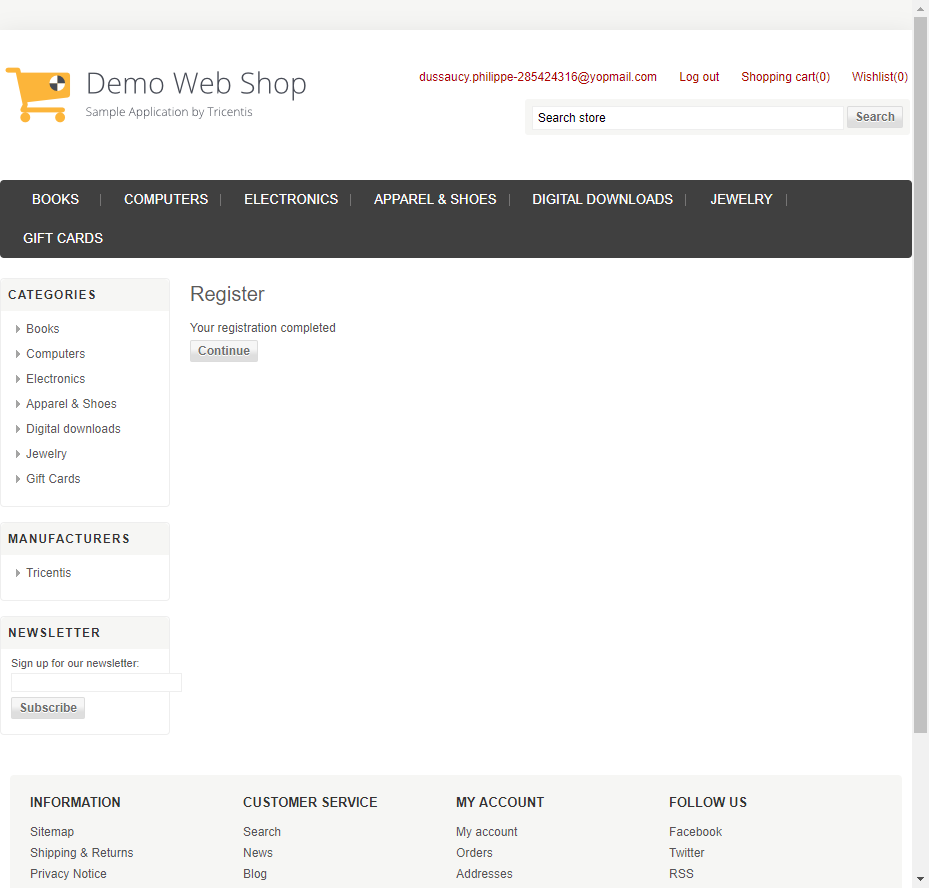 Demo Web Shop
Sample Application by Tricentis
dussaucy.philippe-285424316@yopmail.com Log out Shopping cart(0) Wishlist(0)
Search store Search
BOOKS COMPUTERS ELECTRONICS APPAREL & SHOES DIGITAL DOWNLOADS JEWELRY
GIFT CARDS
CATEGORIES
Books
Computers
Electronics
Apparel & Shoes
Digital downloads
Jewelry
Gift Cards
MANUFACTURERS
Tricentis
NEWSLETTER
Sign up for our newsletter:
Subscribe
Register
Your registration completed
Continue
INFORMATION
Sitemap
Shipping & Returns
Privacy Notice
CUSTOMER SERVICE
Search
News
Blog
MY ACCOUNT
My account
Orders
Addresses
FOLLOW US
Facebook
Twitter
RSS